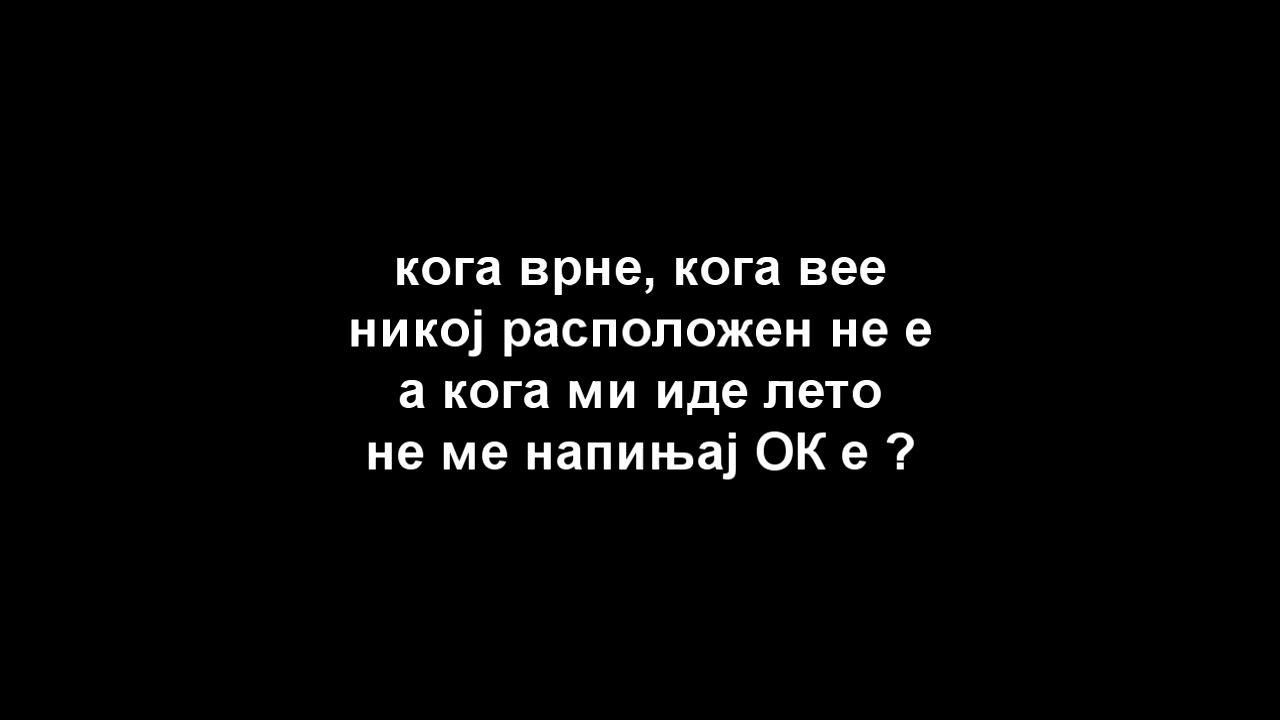 кога врне, кога вее
никој расположен не е
а кога ми иде лето
не ме напињај ОК е ?